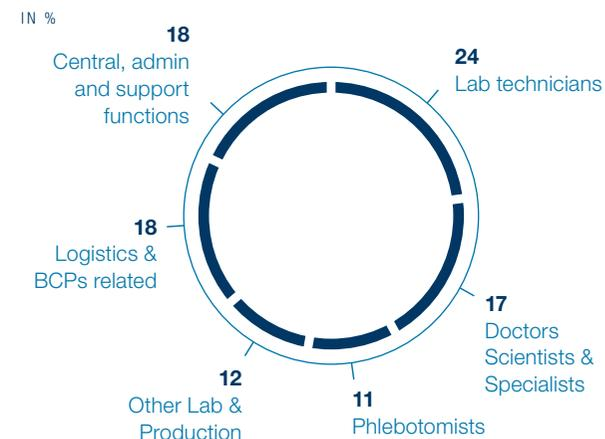 IN %
18
Central, admin
and support
functions
24
Lab technicians
18
Logistics &
BCPs related
17
Doctors
Scientists &
Specialists
12
Other Lab &
Production
11
Phlebotomists